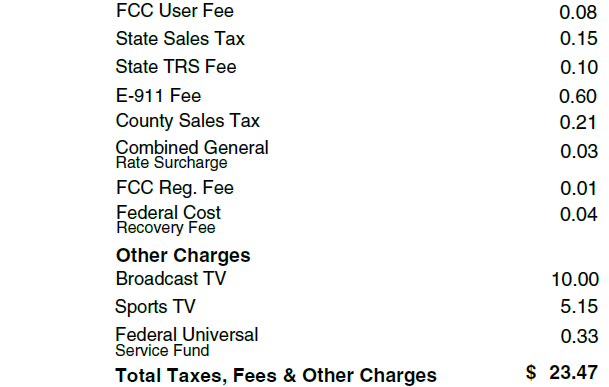 FCC User Fee 0.08
State Sales Tax 0.15
State TRS Fee 0.10
E-911 Fee 0.60
County Sales Tax 0.21
Combined General
Rate Surcharge 0.03
FCC Reg. Fee 0.01
Federal Cost
Recovery Fee 0.04
Other Charges
Broadcast TV 10.00
Sports TV 5.15
Federal Universal
Service Fund 0.33
Total Taxes, Fees & Other Charges $ 23.47